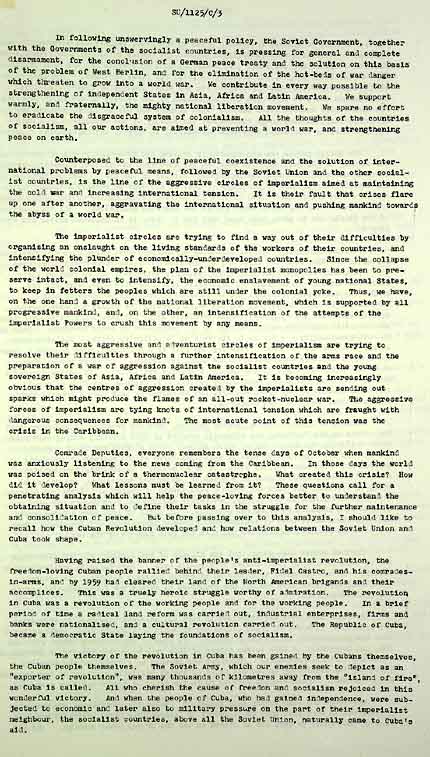 SU/1125/C/3
In following unswervingly a peaceful policy, the Soviet Government, together
with the Governments of the socialist countries, is pressing for general and complete
disarmament, for the conclusion of a German peace treaty and the solution on this basis
of the problem of West Berlin, and for the elimination of the hot-beds of war danger
which threaten to grow into a world war. We contribute in every way possible to the
strengthening of independent States in Asia, Africa and Latin America. We support
warmly, and fraternally, the mighty national liberation movement. We spare no effort
to eradicate the disgraceful system of colonialism. All the thoughts of the countries
of socialism, all our actions, are aimed at preventing a world war, and strengthening
peace on earth.
Counterposed to the line of peaceful coexistence and the solution of inter-
national problems by peaceful means, followed by the Soviet Union and the other social-
ist countries, is the line of the aggressive circles of imperialism aimed at maintaining
the cold war and increasing international tension. It is their fault that crises flare
up one after another, aggravating the international situation and pushing mankind towards
the abyss of a world war.
The imperialist circles are trying to find a way out of their difficulties by
organising an onslaught on the living standards of the workers of their countries, and
intensifying the plunder of economically-underdeveloped countries. Since the collapse
of the world colonial empires, the plan of the imperialist monopolies has been to pre-
serve intact, and even to intensify, the economic enslavement of young national States,
to keep in fetters the peoples which are still under the colonial yoke. Thus, we have,
on the one hand a growth of the national liberation movement, which is supported by all
progressive mankind, and, on the other, an intensification of the attempts of the
imperialist Powers to crush this movement by any means.
The most aggressive and adventurist circles of imperialism are trying to
resolve their difficulties through a further intensification of the arms race and the
preparation of a war of aggression against the socialist countries and the young
sovereign States of Asia, Africa and Latin America. It is becoming increasingly
obvious that the centres of aggression created by the imperialists are sending out
sparks which might produce the flames of an all-out rocket-nuclear war. The aggressive
forces of imperialism are tying knots of international tension which are fraught with
dangerous consequences for mankind. The most acute point of this tension was the
crisis in the Caribbean.
Comrade Deputies, everyone remembers the tense days of October when mankind
was anxiously listening to the news coming from the Caribbean. In those days the world
was poised on the brink of a thermonuclear catastrophe. What created this crisis? How
did it develop? What lessons must be learned from it? These questions call for a
penetrating analysis which will help the peace-loving forces better to understand the
obtaining situation and to define their tasks in the struggle for the further maintenance
and consolidation of peace. But before passing over to this analysis, I should like to
recall how the Cuban Revolution developed and how relations between the Soviet Union and
Cuba took shape.
Having raised the banner of the people's anti-imperialist revolution, the
freedom-loving Cuban people rallied behind their leader, Fidel Castro, and his comrades-
in-arms, and by 1959 had cleared their land of the North American brigands and their
accomplices. This was a truly heroic struggle worthy of admiration. The revolution
in Cuba was a revolution of the working people and for the working people. In a brief
period of time a radical land reform was carried out, industrial enterprises, firms and
banks were nationalised, and a cultural revolution carried out. The Republic of Cuba,
became a democratic State laying the foundations of socialism.
The victory of the revolution in Cuba has been gained by the Cubans themselves,
the Cuban people themselves. The Soviet Army, which our enemies seek to depict as an
"exporter of revolution", was many thousands of kilometres away from the "island of fire",
as Cuba is called. All who cherish the cause of freedom and socialism rejoiced in this
wonderful victory. And when the people of Cuba, who had gained independence, were sub-
jected to economic and later also to military pressure on the part of their imperialist
neighbour, the socialist countries, above all the Soviet Union, naturally came to Cuba's
aid.